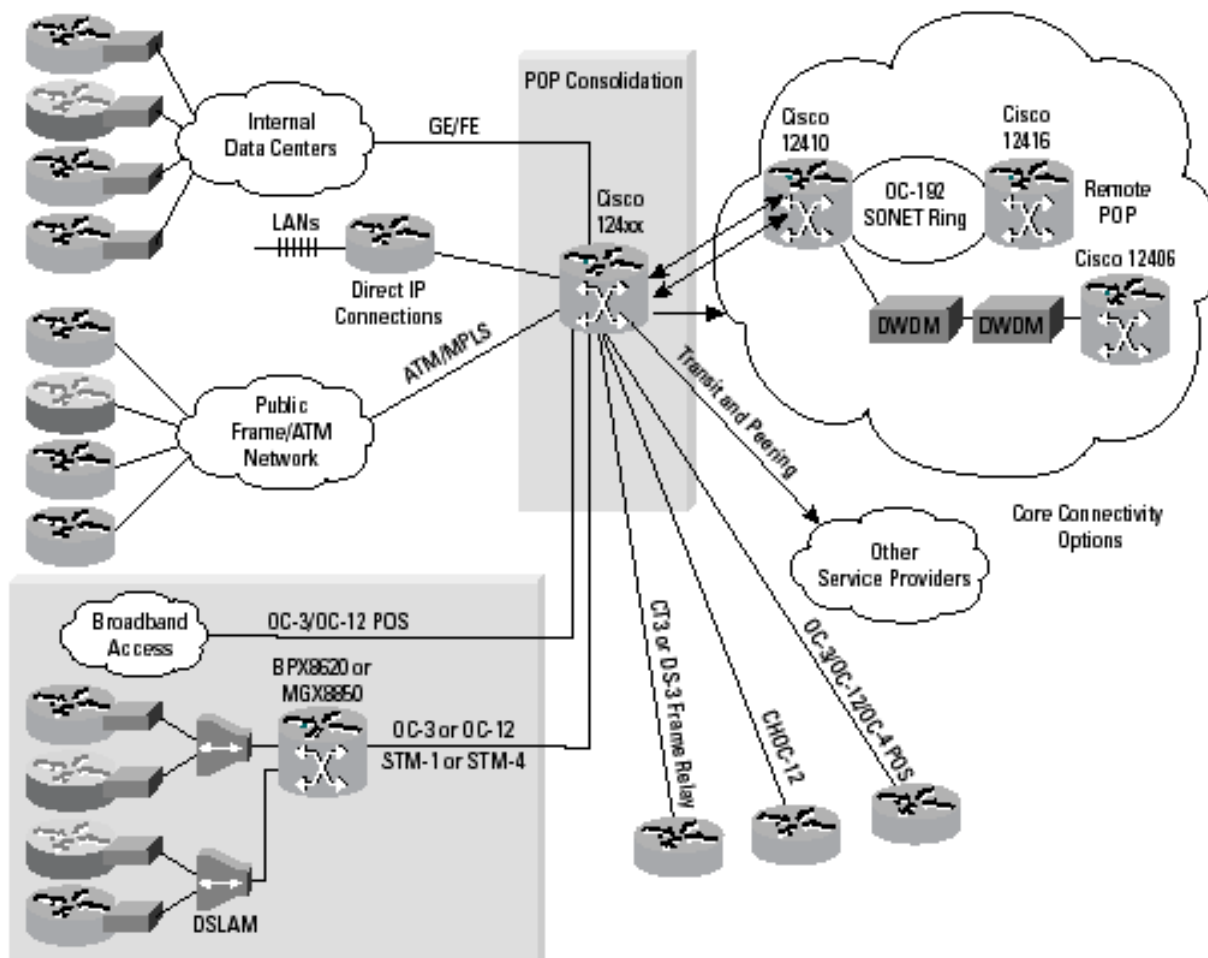 POP Consolidation
Internal
Data Centers
GE/FE
Cisco
124xx
LANs
Direct IP
Connections
ATM/MPLS
Public
Frame/ATM
Network
Cisco
12410
Cisco
12416
OC-192
SONET Ring
Remote
POP
Cisco 12406
DWDM
DWDM
Transit and Peering
Core Connectivity
Options
Other
Service Providers
Broadband
Access
OC-3/OC-12 POS
BPX8620 or
MGX8850
OC-3 or OC-12
STM-1 or STM-4
DSLAM
CT3 or DS-3 Frame Relay
CHOC-12
OC-3/OC-12/OC-4 POS